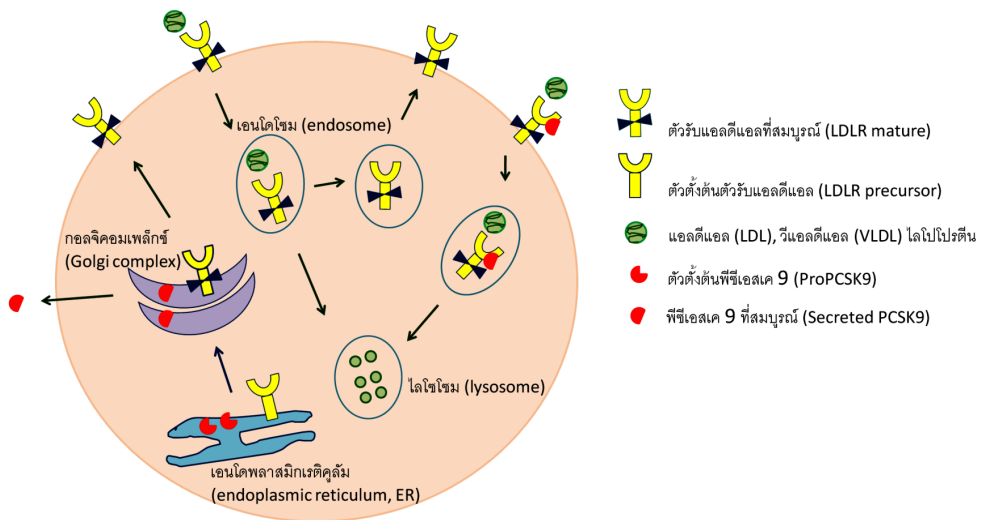 เอนโดโซม (endosome)
กอลจิคอมเพล็กซ์
(Golgi complex)
ไลโซโซม (lysosome)
เอนโดพลาสมิกเรติคูลัม
(endoplasmic reticulum, ER)
ตัวรับแอลดีแอลที่สมบูรณ์ (LDLR mature)
ตัวตั้งต้นตัวรับแอลดีแอล (LDLR precursor)
แอลดีแอล (LDL), วีแอลดีแอล (VLDL) ไลโปโปรตีน
ตัวตั้งต้นพีซีเอสเค 9 (ProPCSK9)
พีซีเอสเค 9 ที่สมบูรณ์ (Secreted PCSK9)